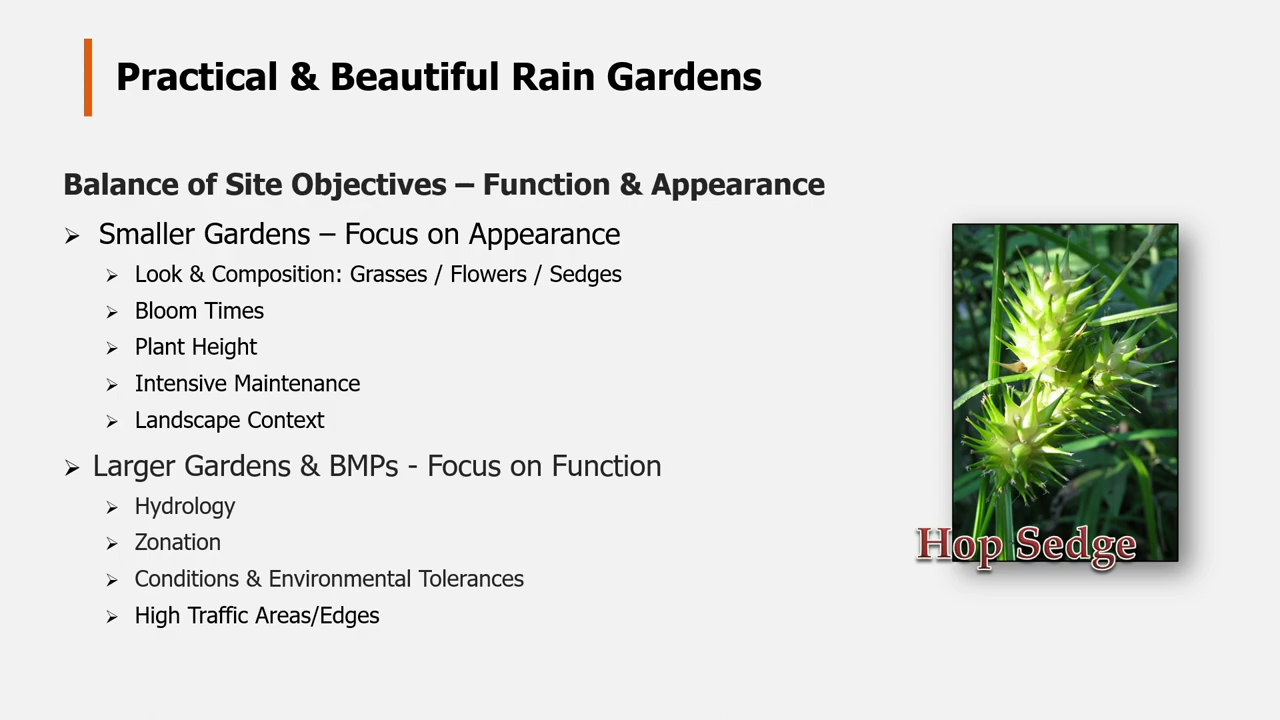 Practical & Beautiful Rain Gardens
Balance of Site Objectives – Function & Appearance
Smaller Gardens – Focus on Appearance
Look & Composition: Grasses / Flowers / Sedges
Bloom Times
Plant Height
Intensive Maintenance
Landscape Context
Larger Gardens & BMPs - Focus on Function
Hydrology
Zonation
Conditions & Environmental Tolerances
High Traffic Areas/Edges
Hop Sedge